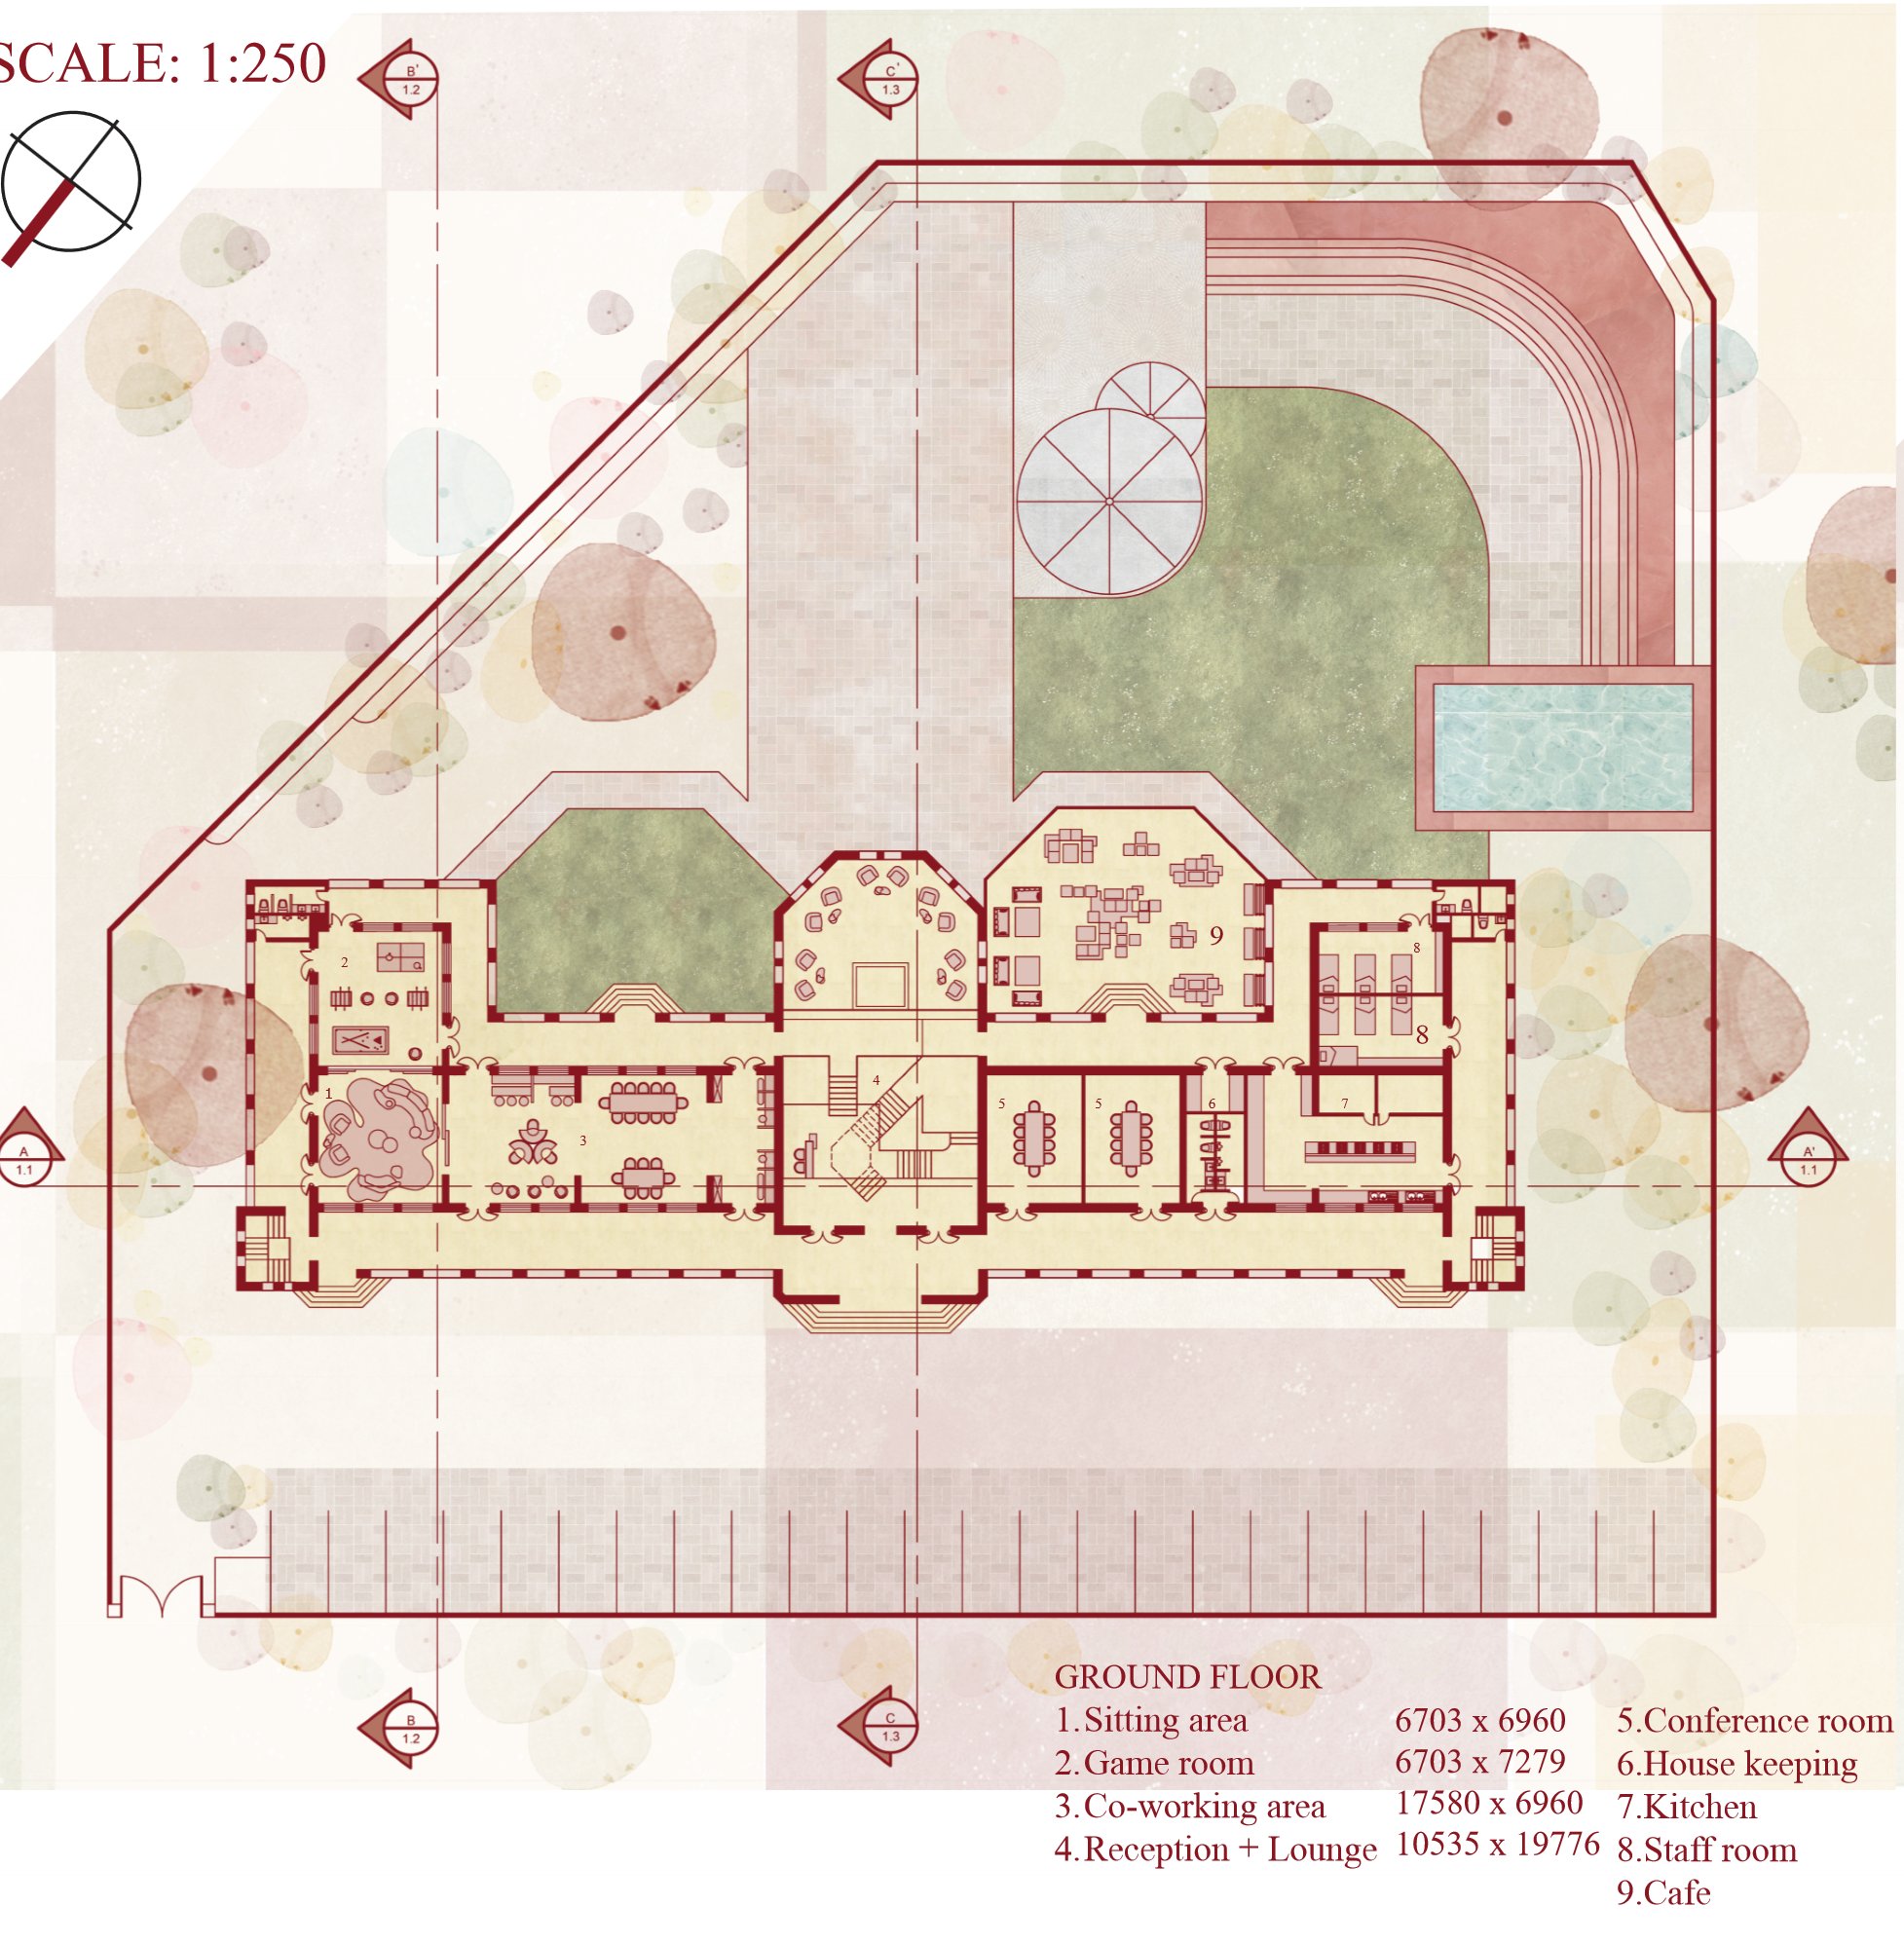 SCALE: 1:250
B'
1.2
C'
1.3
9
8
2
8
1
4
5
5
6
7
3
A
1.1
A'
1.1
B
1.2
C
1.3
GROUND FLOOR
1.Sitting area 6703 x 6960
2.Game room 6703 x 7279
3.Co-working area 17580 x 6960
4.Reception + Lounge 10535 x 19776
5.Conference room
6.House keeping
7.Kitchen
8.Staff room
9.Cafe